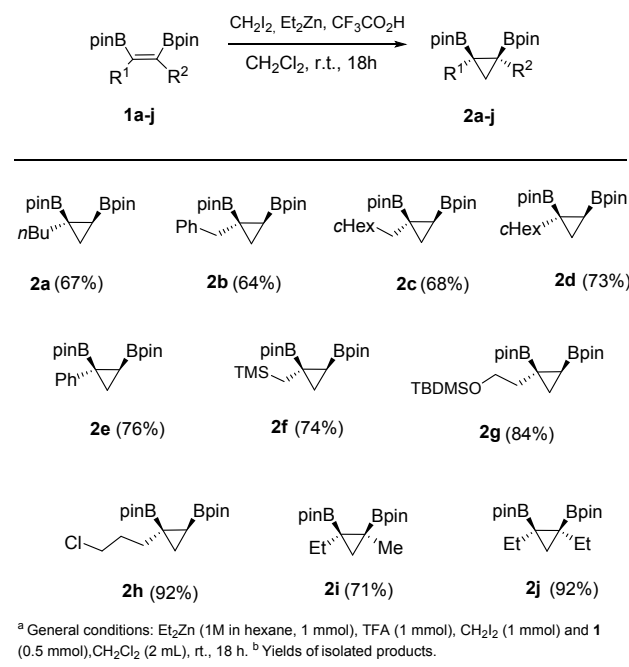 CH2I2, Et2Zn, CF3CO2H
CH2Cl2, r.t., 18h
pinB Bpin
R1 R2
1a-j
pinB Bpin
R1 R2
2a-j
pinB Bpin
nBu
2a (67%)
pinB Bpin
Ph
2b (64%)
pinB Bpin
cHex
2c (68%)
pinB Bpin
cHex
2d (73%)
pinB Bpin
Ph
2e (76%)
pinB Bpin
TMS
2f (74%)
pinB Bpin
TBDMSO
2g (84%)
pinB Bpin
Cl
2h (92%)
pinB Bpin
Et Me
2i (71%)
pinB Bpin
Et Et
2j (92%)
a General conditions: Et2Zn (1M in hexane, 1 mmol), TFA (1 mmol), CH2I2 (1 mmol) and 1
(0.5 mmol),CH2Cl2 (2 mL), rt., 18 h. b Yields of isolated products.